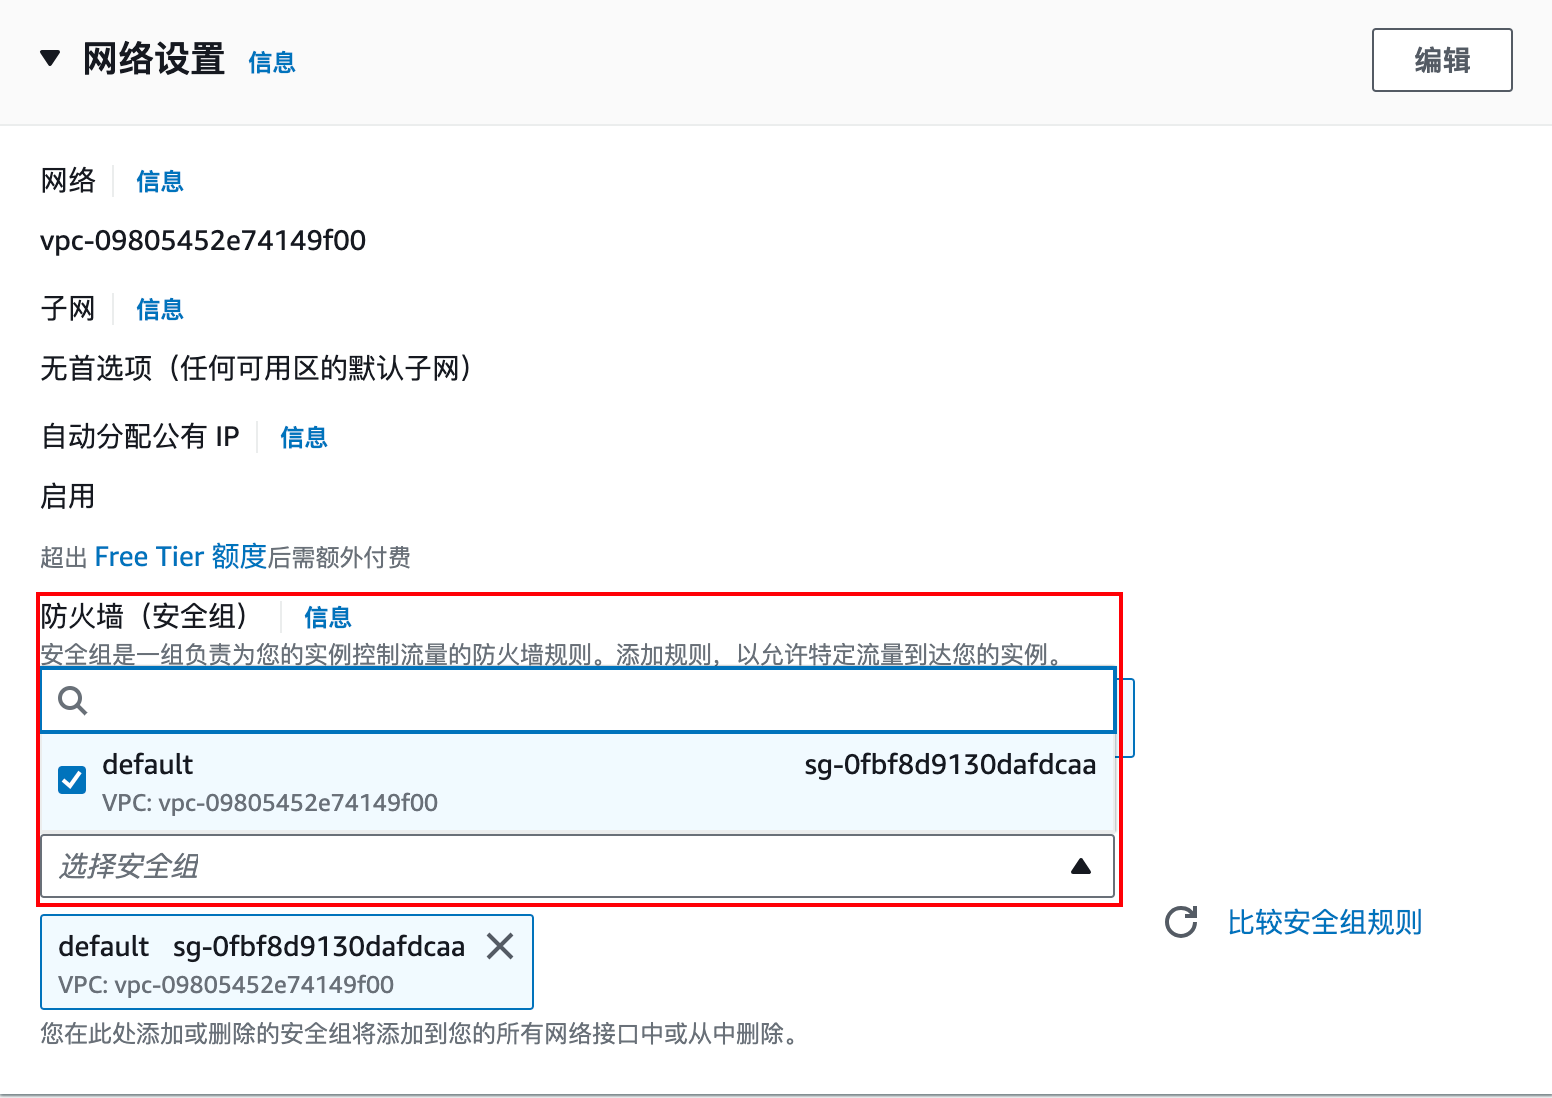 网络设置 信息
编辑
网络 信息
vpc-09805452e74149f00
子网 信息
无首选项（任何可用区的默认子网）
自动分配公有 IP 信息
启用
超出 Free Tier 额度后需额外付费
防火墙（安全组） 信息
安全组是一组负责为您的实例控制流量的防火墙规则。添加规则，以允许特定流量到达您的实例。
default sg-0fbf8d9130dafdcaa
VPC: vpc-09805452e74149f00
选择安全组
比较安全组规则
default sg-0fbf8d9130dafdcaa
VPC: vpc-09805452e74149f00
您在此处添加或删除的安全组将添加到您的所有网络接口中或从中删除。